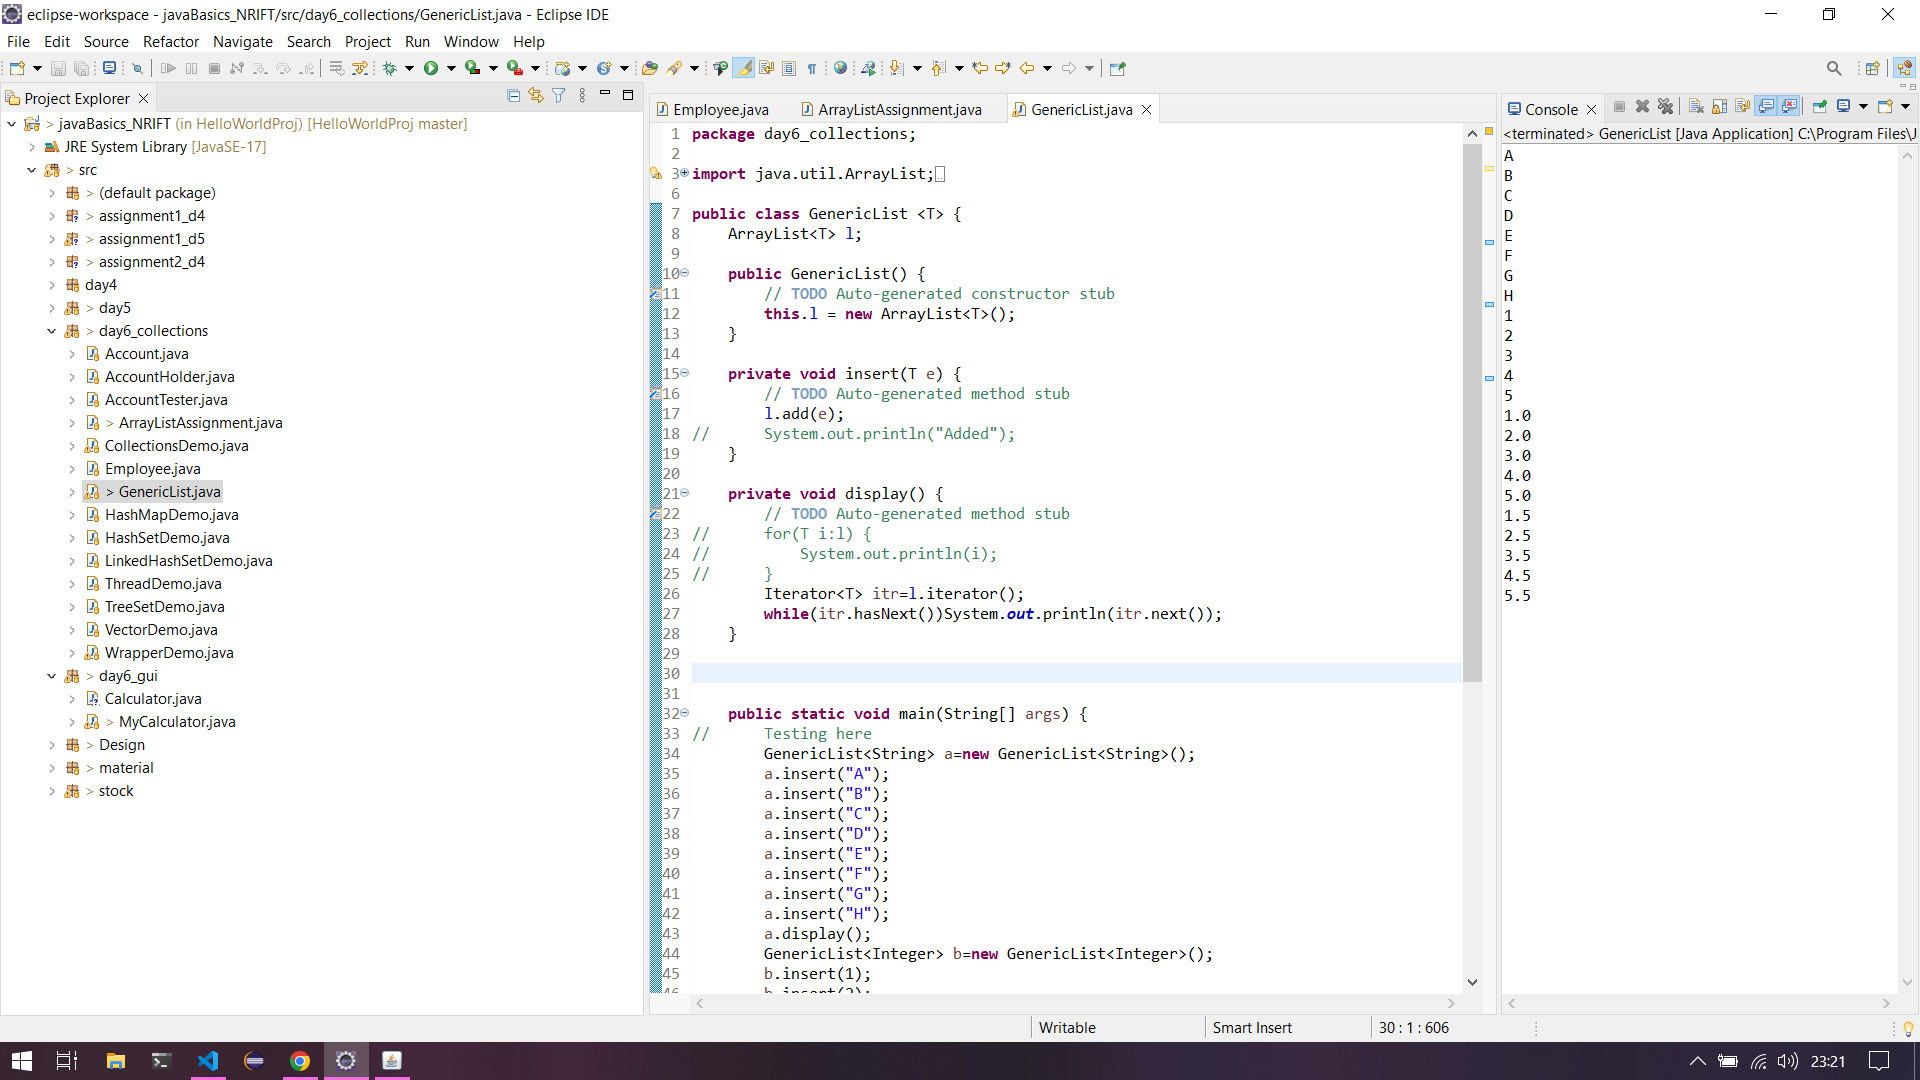 eclipse-workspace - javaBasics_NRIFT/src/day6_collections/GenericList.java - Eclipse IDE
File Edit Source Refactor Navigate Search Project Run Window Help
Project Explorer
> javaBasics_NRIFT (in HelloWorldProj) [HelloWorldProj master]
JRE System Library [JavaSE-17]
> src
> (default package)
> assignment1_d4
> assignment1_d5
> assignment2_d4
day4
> day5
> day6_collections
Account.java
AccountHolder.java
AccountTester.java
> ArrayListAssignment.java
CollectionsDemo.java
Employee.java
> GenericList.java
HashMapDemo.java
HashSetDemo.java
LinkedHashSetDemo.java
ThreadDemo.java
TreeSetDemo.java
VectorDemo.java
WrapperDemo.java
> day6_gui
Calculator.java
> MyCalculator.java
> Design
> material
> stock
Employee.java ArrayListAssignment.java GenericList.java
1 package day6_collections;
2
3 import java.util.ArrayList;
6
7 public class GenericList <T> {
8 ArrayList<T> l;
9
10 public GenericList() {
11 // TODO Auto-generated constructor stub
12 this.l = new ArrayList<T>();
13 }
14
15 private void insert(T e) {
16 // TODO Auto-generated method stub
17 l.add(e);
18 // System.out.println("Added");
19 }
20
21 private void display() {
22 // TODO Auto-generated method stub
23 // for(T i:l) {
24 // System.out.println(i);
25 // }
26 Iterator<T> itr=l.iterator();
27 while(itr.hasNext())System.out.println(itr.next());
28 }
29
30
31
32 public static void main(String[] args) {
33 // Testing here
34 GenericList<String> a=new GenericList<String>();
35 a.insert("A");
36 a.insert("B");
37 a.insert("C");
38 a.insert("D");
39 a.insert("E");
40 a.insert("F");
41 a.insert("G");
42 a.insert("H");
43 a.display();
44 GenericList<Integer> b=new GenericList<Integer>();
45 b.insert(1);
46 b.insert(2);
Console
<terminated> GenericList [Java Application] C:\Program Files\J
A
B
C
D
E
F
G
H
1
2
3
4
5
1.0
2.0
3.0
4.0
5.0
1.5
2.5
3.5
4.5
5.5
Writable Smart Insert 30 : 1 : 606
23:21